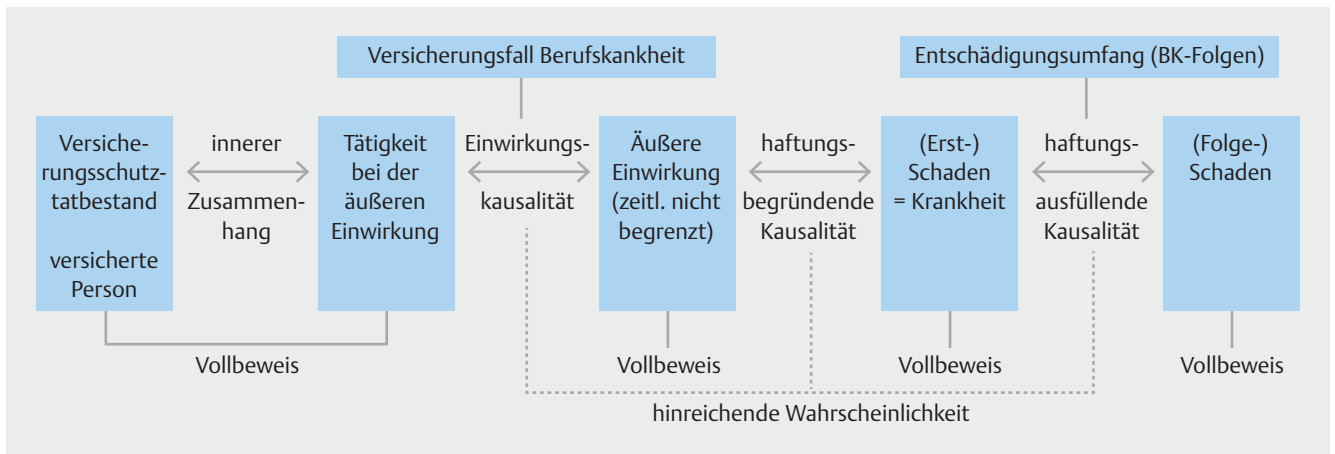 Versicherungsfall Berufskankheit
Entschädigungsumfang (BK-Folgen)
Versiche-
rungsschutz-
tatbestand
versicherte
Person
innerer
Zusammen-
hang
Tätigkeit
bei der
äußeren
Einwirkung
Einwirkungs-
kausalität
Äußere
Einwirkung
(zeitl. nicht
begrenzt)
haftungs-
begründende
Kausalität
(Erst-)
Schaden
= Krankheit
haftungs-
ausfüllende
Kausalität
(Folge-)
Schaden
Vollbeweis
Vollbeweis
Vollbeweis
Vollbeweis
hinreichende Wahrscheinlichkeit